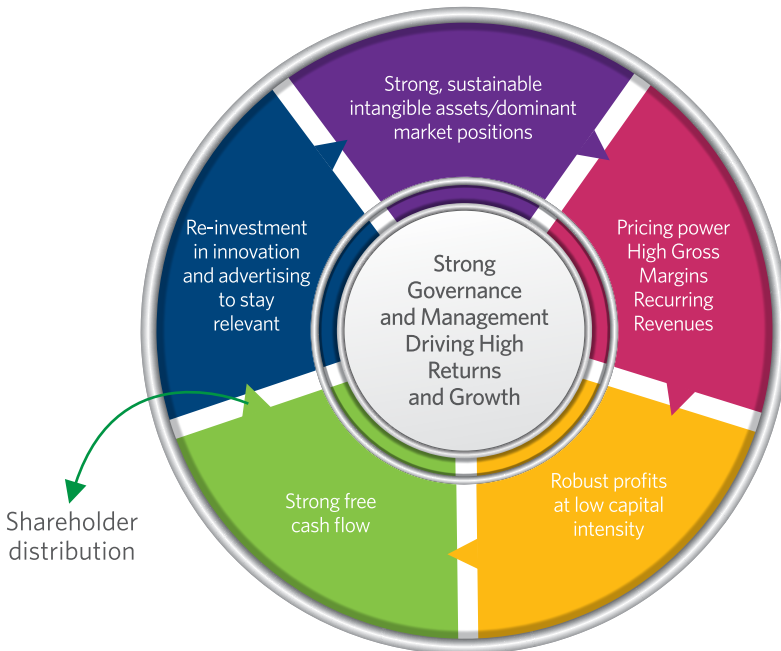 Strong, sustainable
intangible assets/dominant
market positions
Pricing power
High Gross
Margins
Recurring
Revenues
Robust profits
at low capital
intensity
Strong free
cash flow
Shareholder
distribution
Re-investment
in innovation
and advertising
to stay
relevant
Strong
Governance
and Management
Driving High
Returns
and Growth